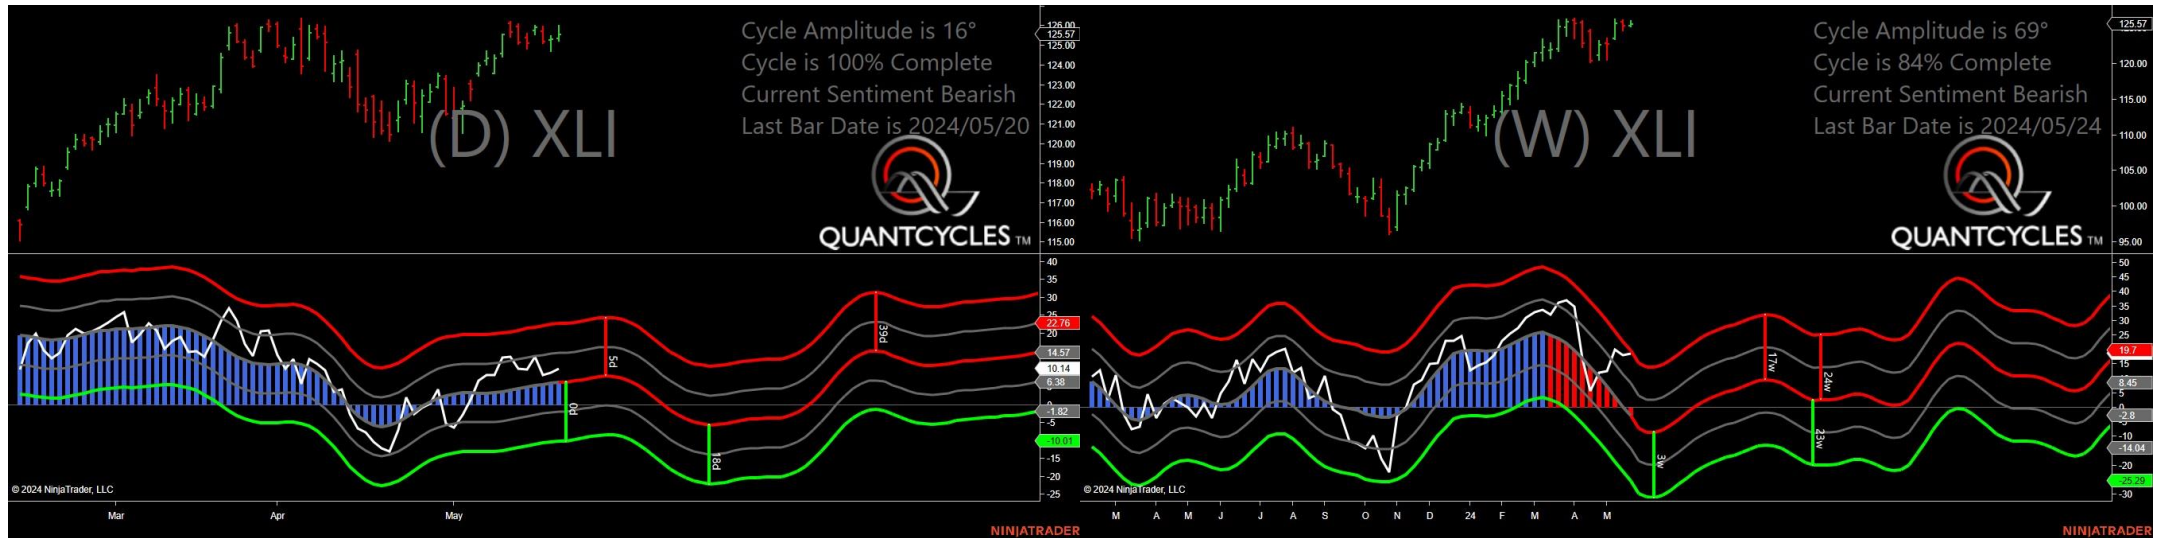 Cycle Amplitude is 16°
Cycle is 100% Complete
Current Sentiment Bearish
Last Bar Date is 2024/05/20
(D) XLI
QUANTCYCLES TM
126.00
125.57
125.00
124.00
123.00
122.00
121.00
120.00
119.00
118.00
117.00
116.00
115.00
40
35
30
22.76
20
14.57
10.14
6.38
0
-1.82
-5
-10.01
-15
-20
-25
0d
5d
18d
39d
© 2024 NinjaTrader, LLC
Mar
Apr
May
NINJATRADER
Cycle Amplitude is 69°
Cycle is 84% Complete
Current Sentiment Bearish
Last Bar Date is 2024/05/24
(W) XLI
QUANTCYCLES TM
125.57
120.00
115.00
110.00
105.00
100.00
95.00
50
45
40
35
30
25
19.7
15
8.45
5
0
-2.8
-5
-10
-14.04
-20
-25.29
-30
3w
17w
23w
24w
© 2024 NinjaTrader, LLC
M A M J J A S O N D 24 F M A M
NINJATRADER